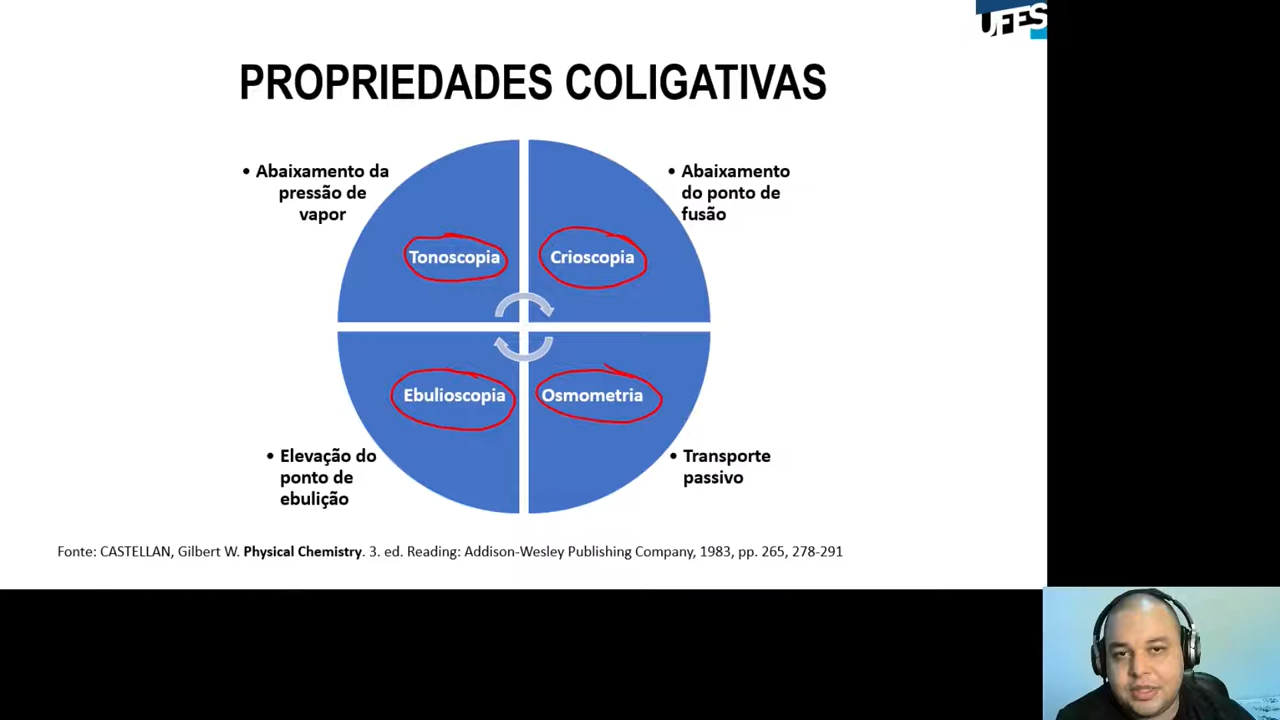 UFES
PROPRIEDADES COLIGATIVAS
• Abaixamento da
pressão de
vapor
• Abaixamento
do ponto de
fusão
Tonoscopia
Crioscopia
Ebulioscopia
Osmometria
• Elevação do
ponto de
ebulição
• Transporte
passivo
Fonte: CASTELLAN, Gilbert W. Physical Chemistry. 3. ed. Reading: Addison-Wesley Publishing Company, 1983, pp. 265, 278-291